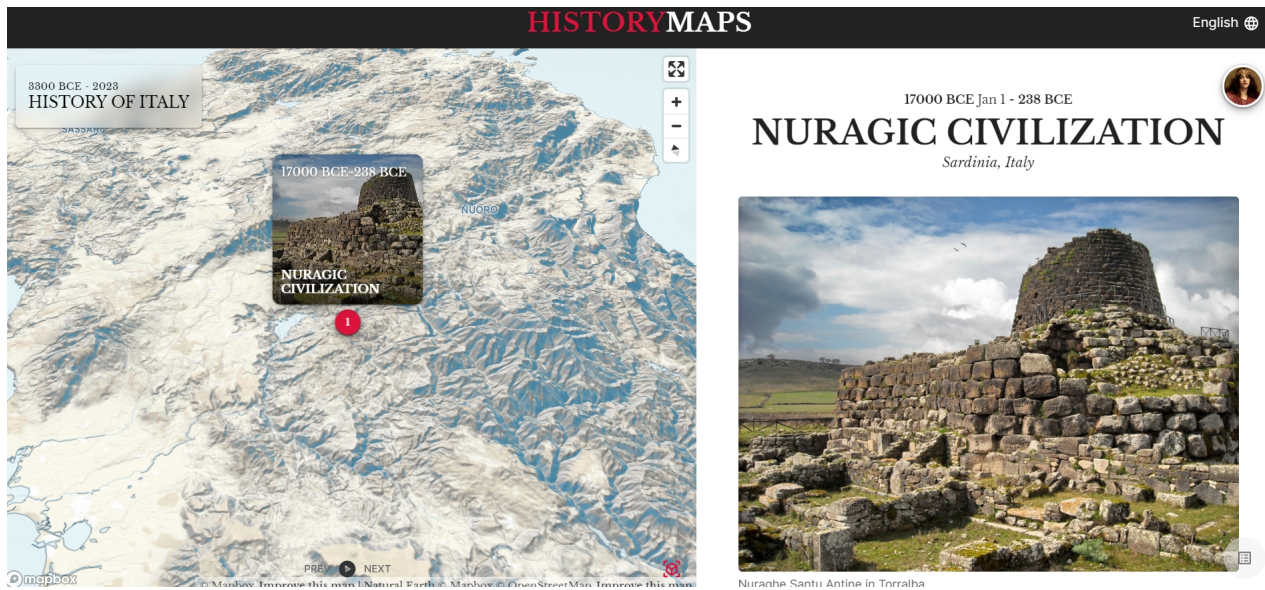 HISTORYMAPS
English
3300 BCE - 2023
HISTORY OF ITALY
SASSARI
17000 BCE-238 BCE
NUORO
NURAGIC
CIVILIZATION
1
PREV NEXT
mapbox
© Mapbox Improve this map | Natural Earth © Mapbox © OpenStreetMap Improve this map
17000 BCE Jan 1 - 238 BCE
NURAGIC CIVILIZATION
Sardinia, Italy
Nuraghe Santu Antine in Torralba